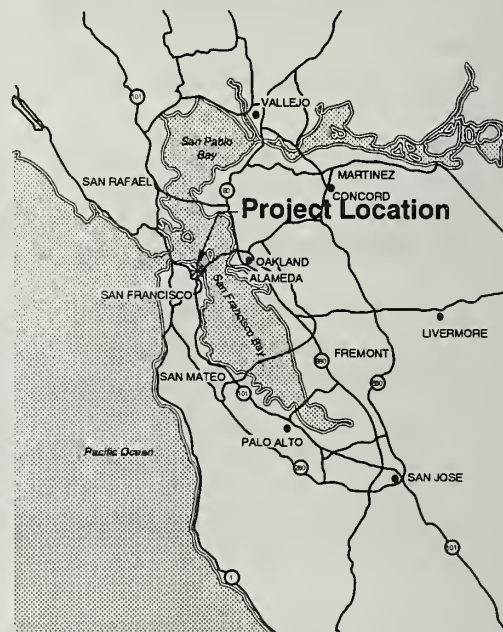 101
VALLEJO
San Pablo
Bay
MARTINEZ
SAN RAFAEL
80
CONCORD
Project Location
OAKLAND
ALAMEDA
SAN FRANCISCO
San Francisco Bay
LIVERMORE
FREMONT
880
680
SAN MATEO
101
PALO ALTO
Pacific Ocean
280
SAN JOSE
101
1